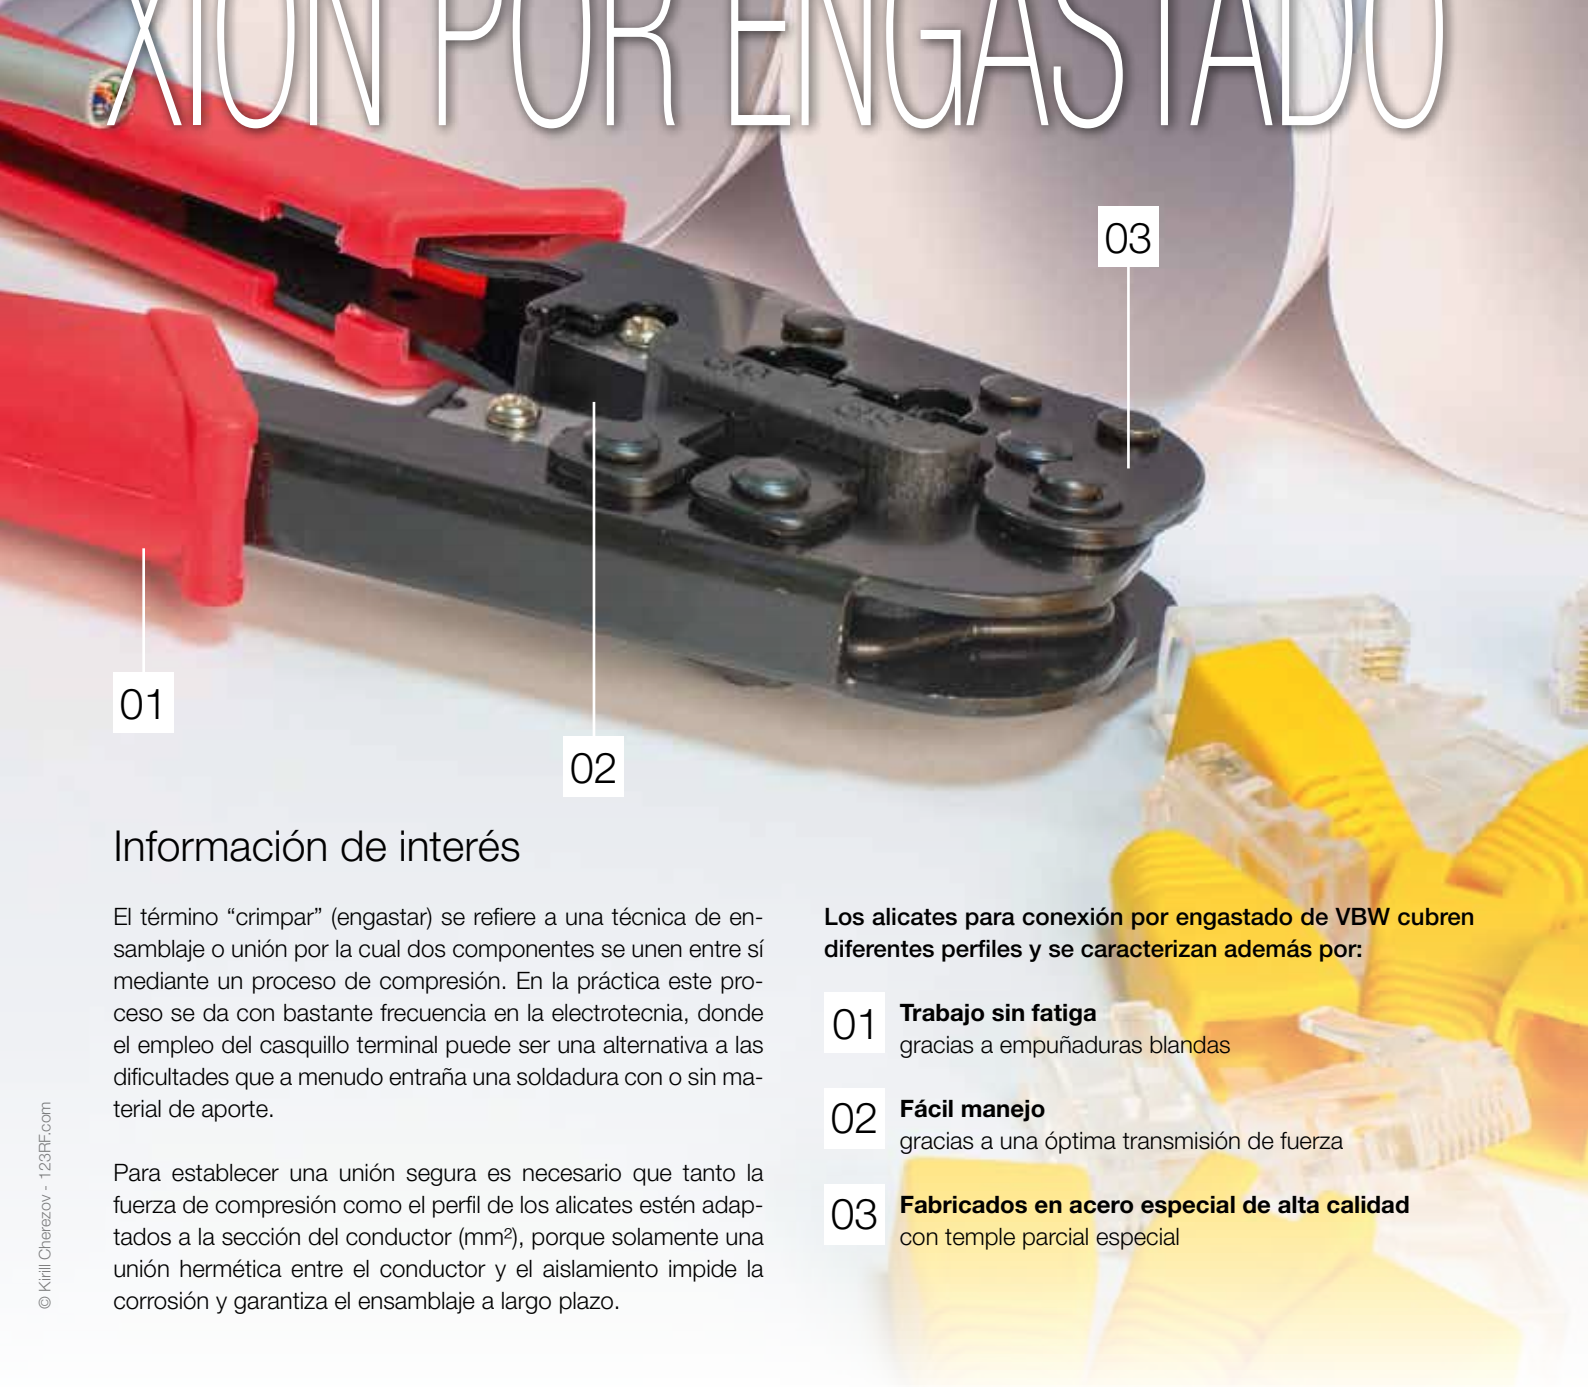 XIÓN POR ENGASTADO
03
01
02
Información de interés
El término “crimpar” (engastar) se refiere a una técnica de en-
samblaje o unión por la cual dos componentes se unen entre sí
mediante un proceso de compresión. En la práctica este pro-
ceso se da con bastante frecuencia en la electrotecnia, donde
el empleo del casquillo terminal puede ser una alternativa a las
dificultades que a menudo entraña una soldadura con o sin ma-
terial de aporte.
Para establecer una unión segura es necesario que tanto la
fuerza de compresión como el perfil de los alicates estén adap-
tados a la sección del conductor (mm²), porque solamente una
unión hermética entre el conductor y el aislamiento impide la
corrosión y garantiza el ensamblaje a largo plazo.
Los alicates para conexión por engastado de VBW cubren
diferentes perfiles y se caracterizan además por:
01 Trabajo sin fatiga
gracias a empuñaduras blandas
02 Fácil manejo
gracias a una óptima transmisión de fuerza
03 Fabricados en acero especial de alta calidad
con temple parcial especial
© Kirill Cherezov - 123RF.com